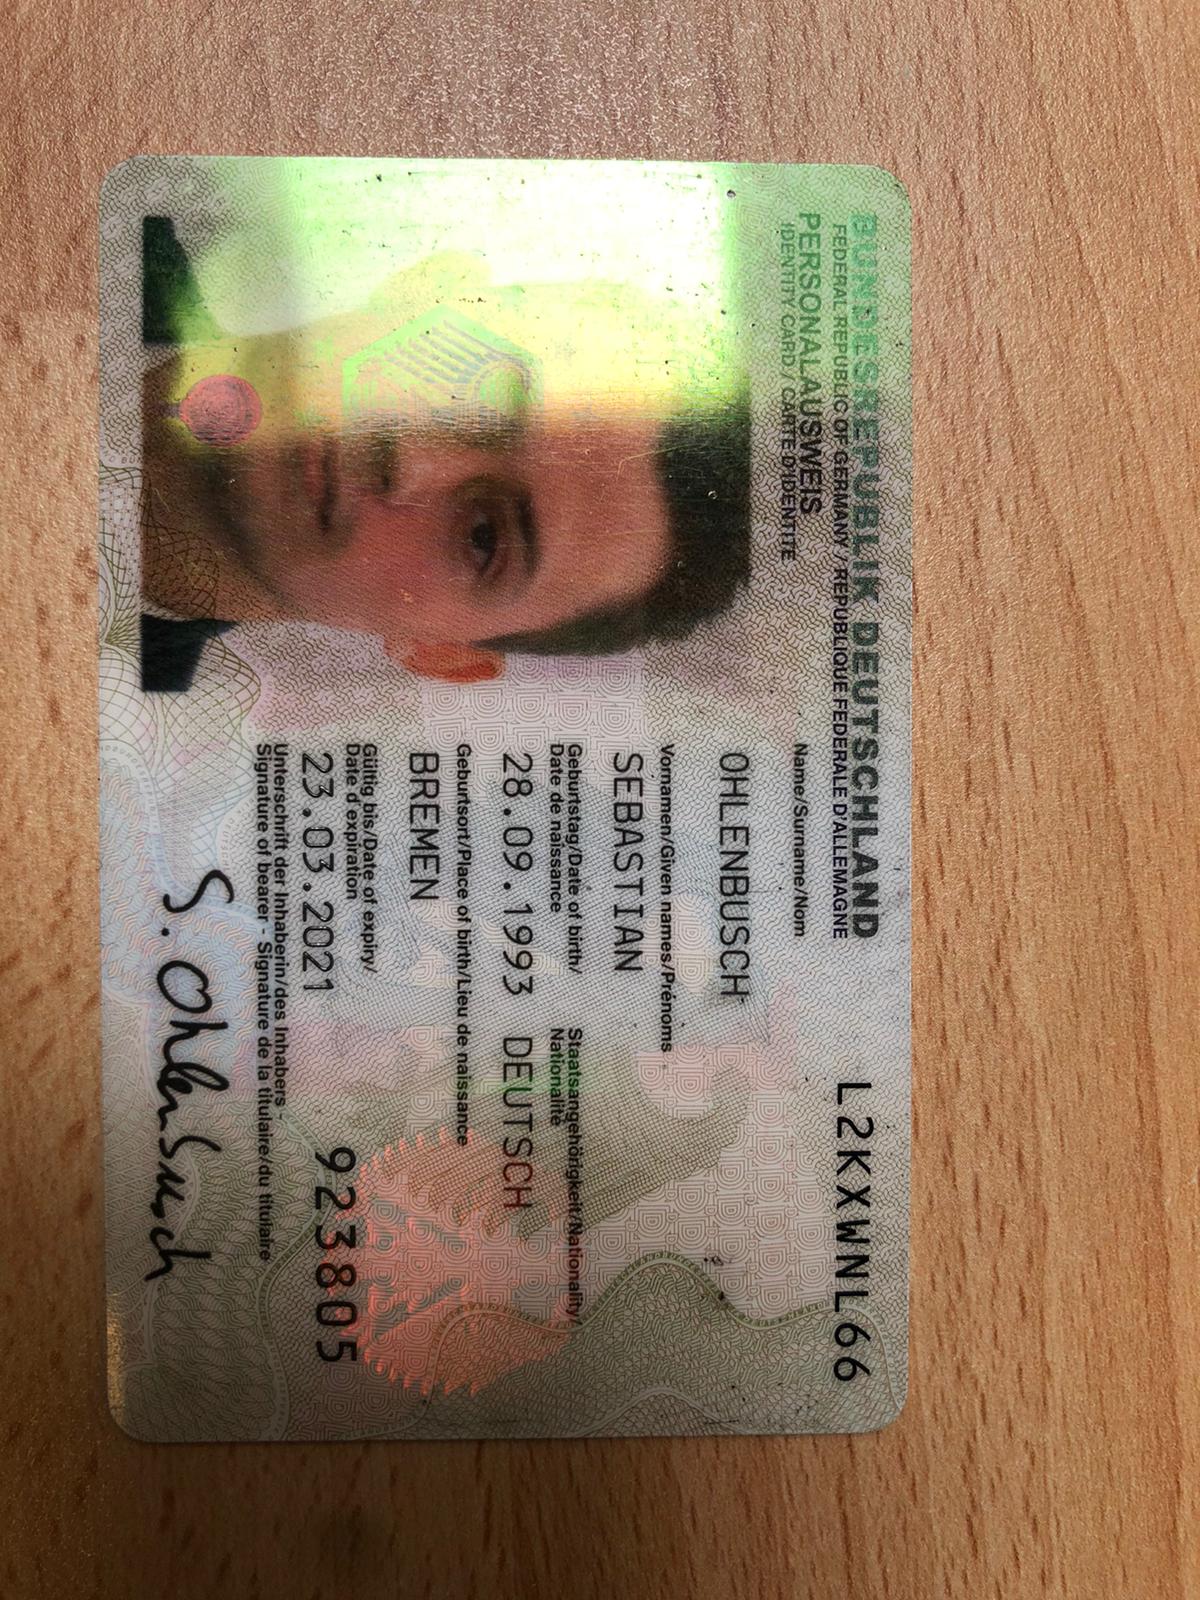 BUNDESREPUBLIK DEUTSCHLAND
FEDERAL REPUBLIC OF GERMANY / REPUBLIQUE FEDERALE D'ALLEMAGNE
PERSONALAUSWEIS
IDENTITY CARD / CARTE D'IDENTITE
L2KXWNL66
Name/Surname/Nom
OHLENBUSCH
Vornamen/Given names/Prénoms
SEBASTIAN
Geburtstag/Date of birth/
Date de naissance
Staatsangehörigkeit/Nationality/
Nationalité
28.09.1993 DEUTSCH
Geburtsort/Place of birth/Lieu de naissance
BREMEN
Gültig bis/Date of expiry/
Date d'expiration
23.03.2021
923805
Unterschrift der Inhaberin/des Inhabers -
Signature of bearer - Signature de la titulaire/du titulaire
S. Ohlenbusch